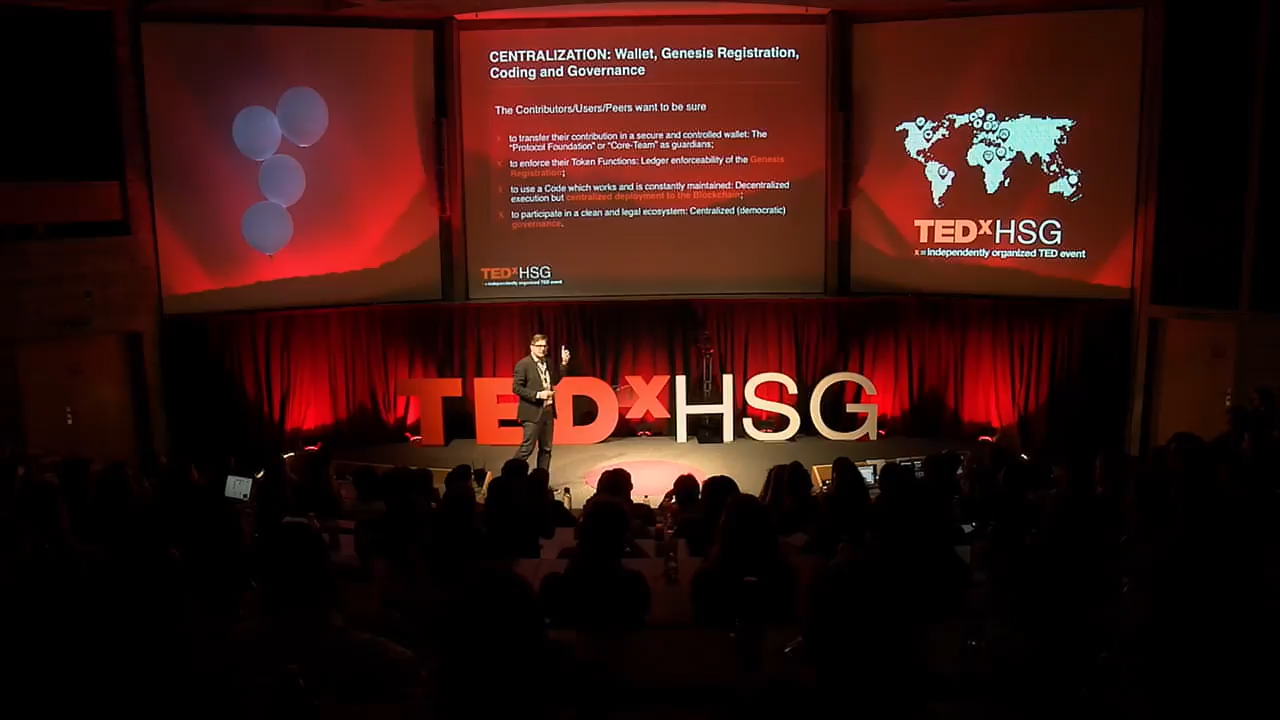 CENTRALIZATION: Wallet, Genesis Registration,
Coding and Governance
The Contributors/Users/Peers want to be sure
x to transfer their contribution in a secure and controlled wallet: The
"Protocol Foundation" or "Core-Team" as guardians;
x to enforce their Token Functions: Ledger enforceability of the Genesis
Registration;
x to use a Code which works and is constantly maintained: Decentralized
execution but centralized deployment to the Blockchain;
x to participate in a clean and legal ecosystem: Centralized (democratic)
governance.
TEDxHSG
x = independently organized TED event
TEDxHSG
x = independently organized TED event
TEDxHSG